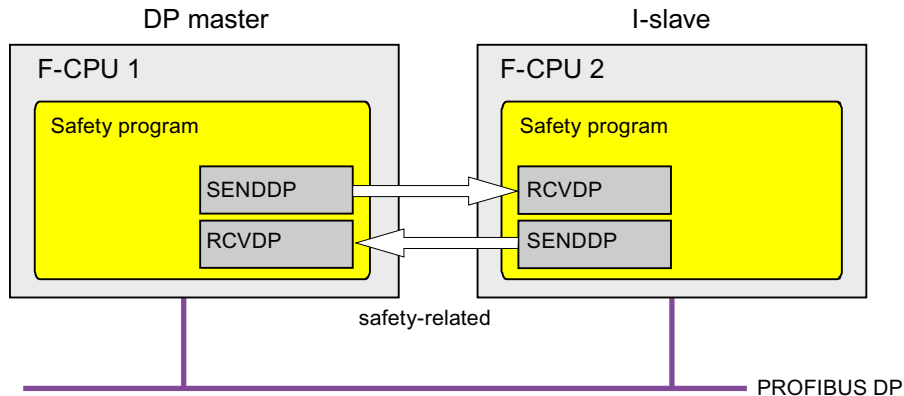 DP master
I-slave
F-CPU 1
F-CPU 2
Safety program
Safety program
SENDDP
RCVDP
RCVDP
SENDDP
safety-related
PROFIBUS DP